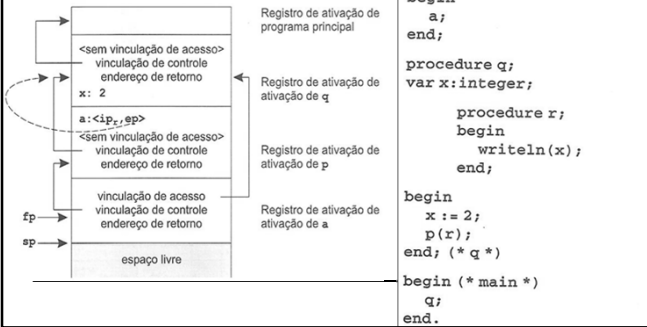 Registro de ativação de
programa principal
<sem vinculação de acesso>
vinculação de controle
endereço de retorno
x: 2
Registro de ativação de
ativação de q
a:<ipr,ep>
<sem vinculação de acesso>
vinculação de controle
endereço de retorno
Registro de ativação de
ativação de p
vinculação de acesso
vinculação de controle
endereço de retorno
Registro de ativação de
ativação de a
fp
sp
espaço livre
begin
a;
end;
procedure q;
var x:integer;
procedure r;
begin
writeln(x);
end;
begin
x := 2;
p(r);
end; (* q *)
begin (* main *)
q;
end.